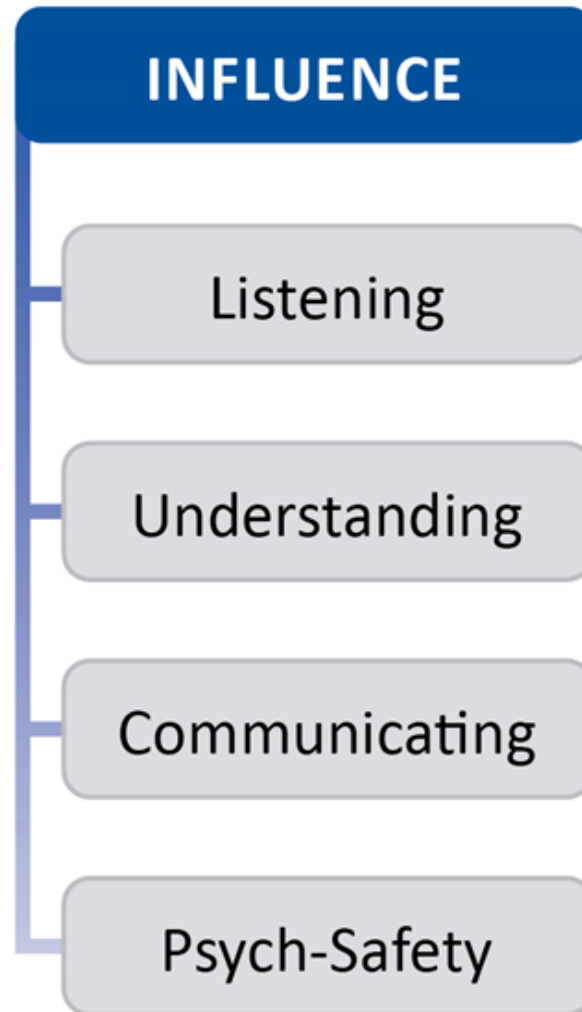 INFLUENCE
Listening
Understanding
Communicating
Psych-Safety